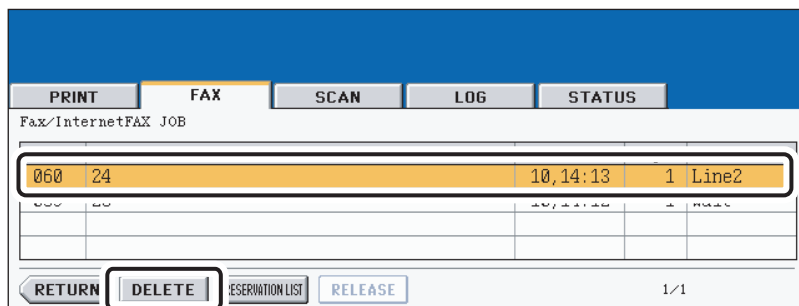 PRINT FAX SCAN LOG STATUS
Fax/InternetFAX JOB
060 24 10,14:13 1 Line2
RETURN DELETE RESERVATION LIST RELEASE 1/1